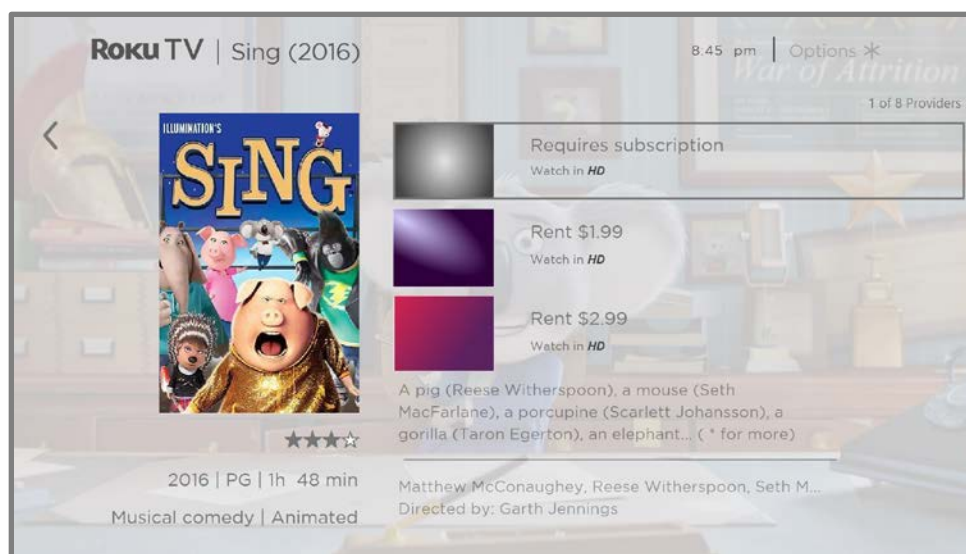 Roku TV | Sing (2016)
8:45 pm | Options *
War of Attrition
1 of 8 Providers
ILLUMINATION'S
SING
Requires subscription
Watch in HD
Rent $1.99
Watch in HD
Rent $2.99
Watch in HD
A pig (Reese Witherspoon), a mouse (Seth
MacFarlane), a porcupine (Scarlett Johansson), a
gorilla (Taron Egerton), an elephant... ( * for more)
2016 | PG | 1h 48 min
Musical comedy | Animated
Matthew McConaughey, Reese Witherspoon, Seth M...
Directed by: Garth Jennings